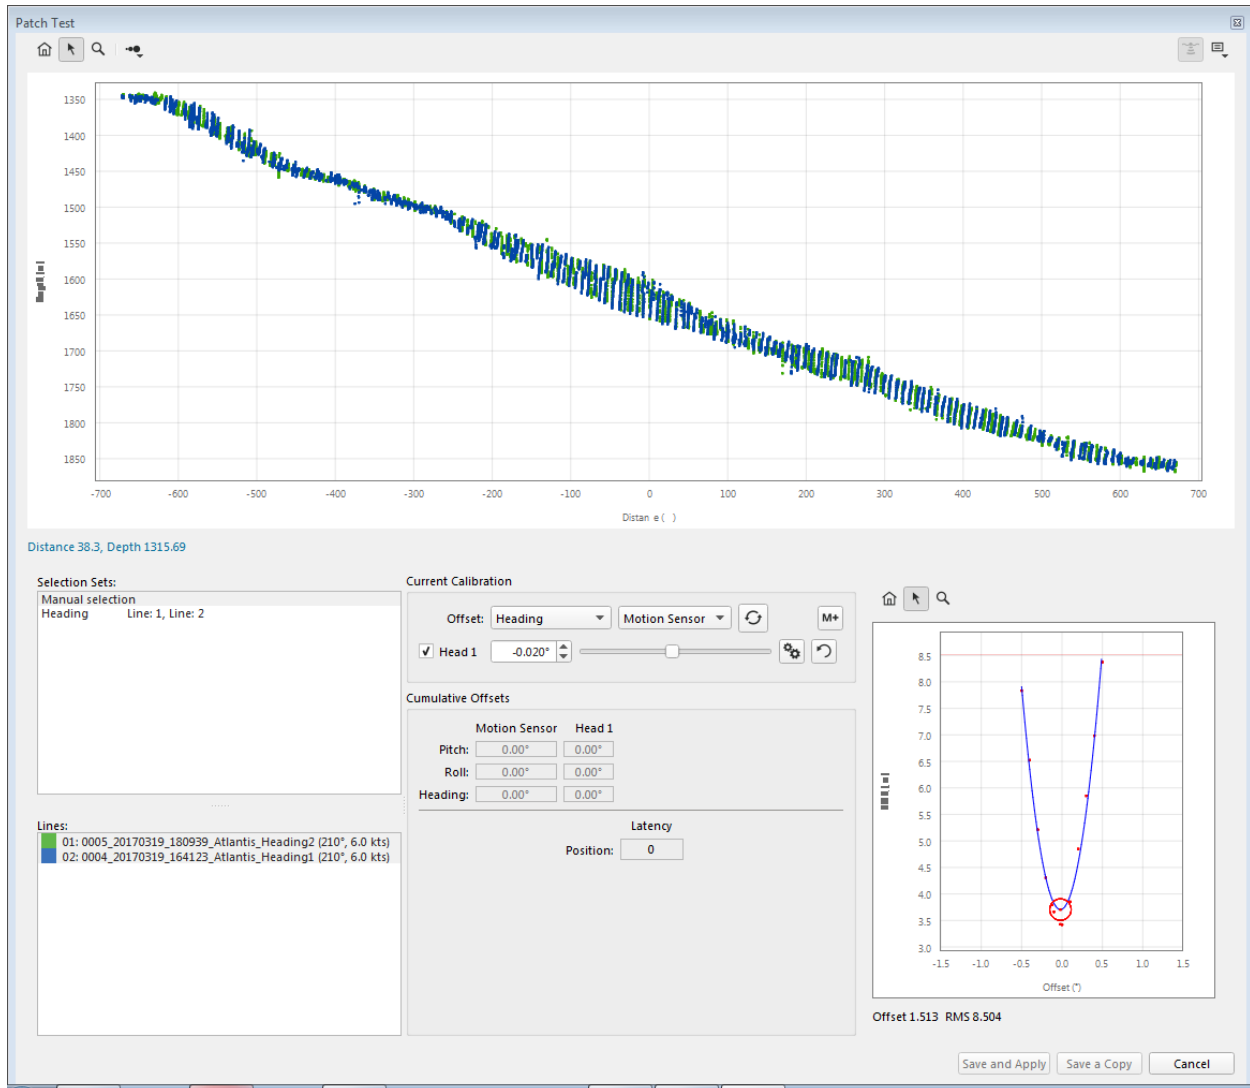 Patch Test
1350
1400
1450
1500
1550
1600
1650
1700
1750
1800
1850
-700 -600 -500 -400 -300 -200 -100 0 100 200 300 400 500 600 700
Distan e ( )
Distance 38.3, Depth 1315.69
Selection Sets:
Manual selection
Heading Line: 1, Line: 2
Lines:
01: 0005_20170319_180939_Atlantis_Heading2 (210°, 6.0 kts)
02: 0004_20170319_164123_Atlantis_Heading1 (210°, 6.0 kts)
Current Calibration
Offset: Heading Motion Sensor M+
Head 1 -0.020°
Cumulative Offsets
Motion Sensor Head 1
Pitch: 0.00° 0.00°
Roll: 0.00° 0.00°
Heading: 0.00° 0.00°
Latency
Position: 0
8.5
8.0
7.5
7.0
6.5
6.0
5.5
5.0
4.5
4.0
3.5
3.0
-1.5 -1.0 -0.5 0.0 0.5 1.0 1.5
Offset (°)
Offset 1.513 RMS 8.504
Save and Apply Save a Copy Cancel